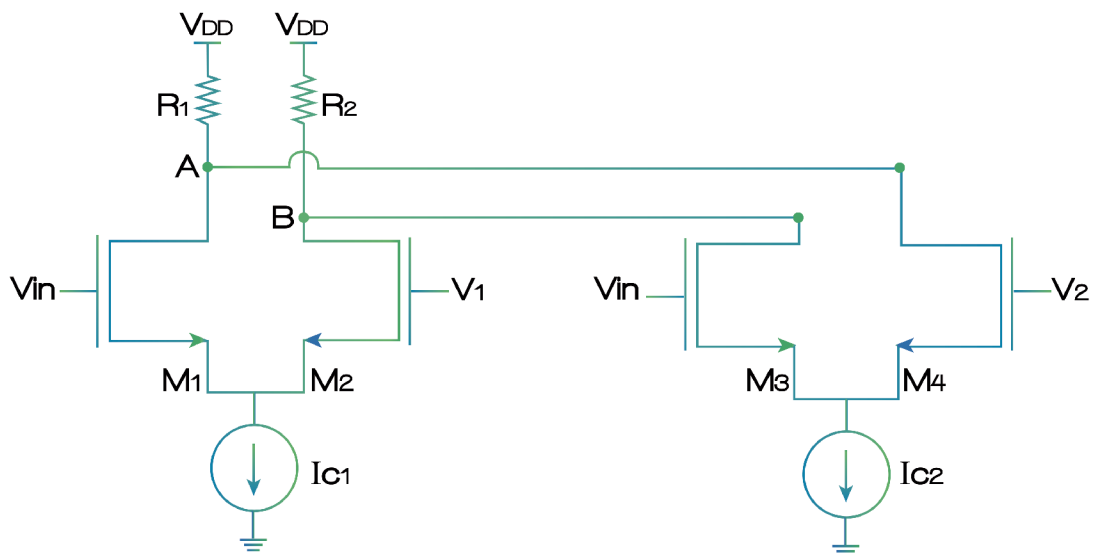 VDD VDD
R1 R2
A
B
Vin V1 Vin V2
M1 M2 M3 M4
Ic1 Ic2